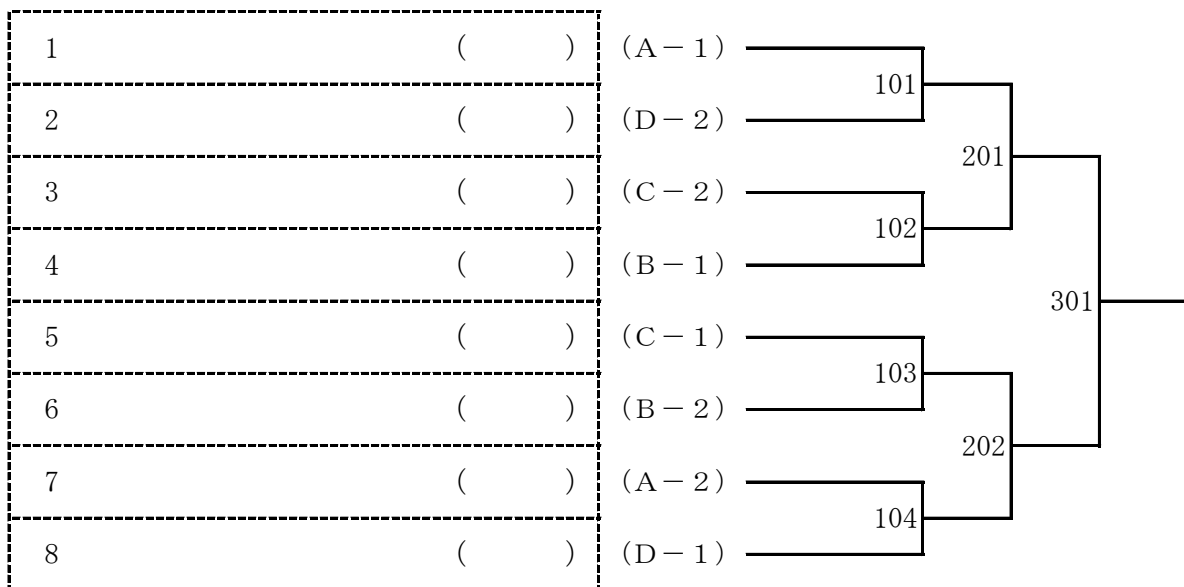 1 (　　) (A－1)
101
2 (　　) (D－2)
201
3 (　　) (C－2)
102
4 (　　) (B－1)
301
5 (　　) (C－1)
103
6 (　　) (B－2)
202
7 (　　) (A－2)
104
8 (　　) (D－1)